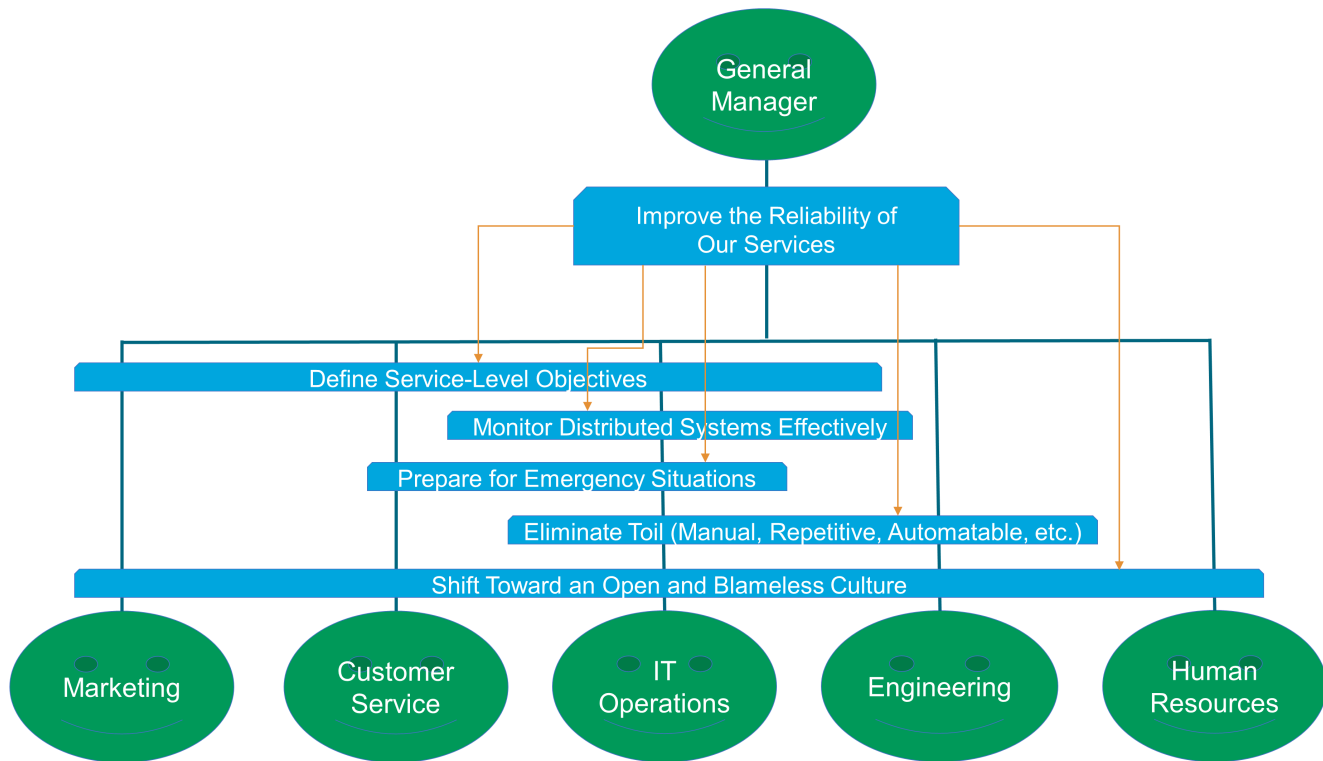 General
Manager
Improve the Reliability of
Our Services
Define Service-Level Objectives
Monitor Distributed Systems Effectively
Prepare for Emergency Situations
Eliminate Toil (Manual, Repetitive, Automatable, etc.)
Shift Toward an Open and Blameless Culture
Marketing
Customer
Service
IT
Operations
Engineering
Human
Resources